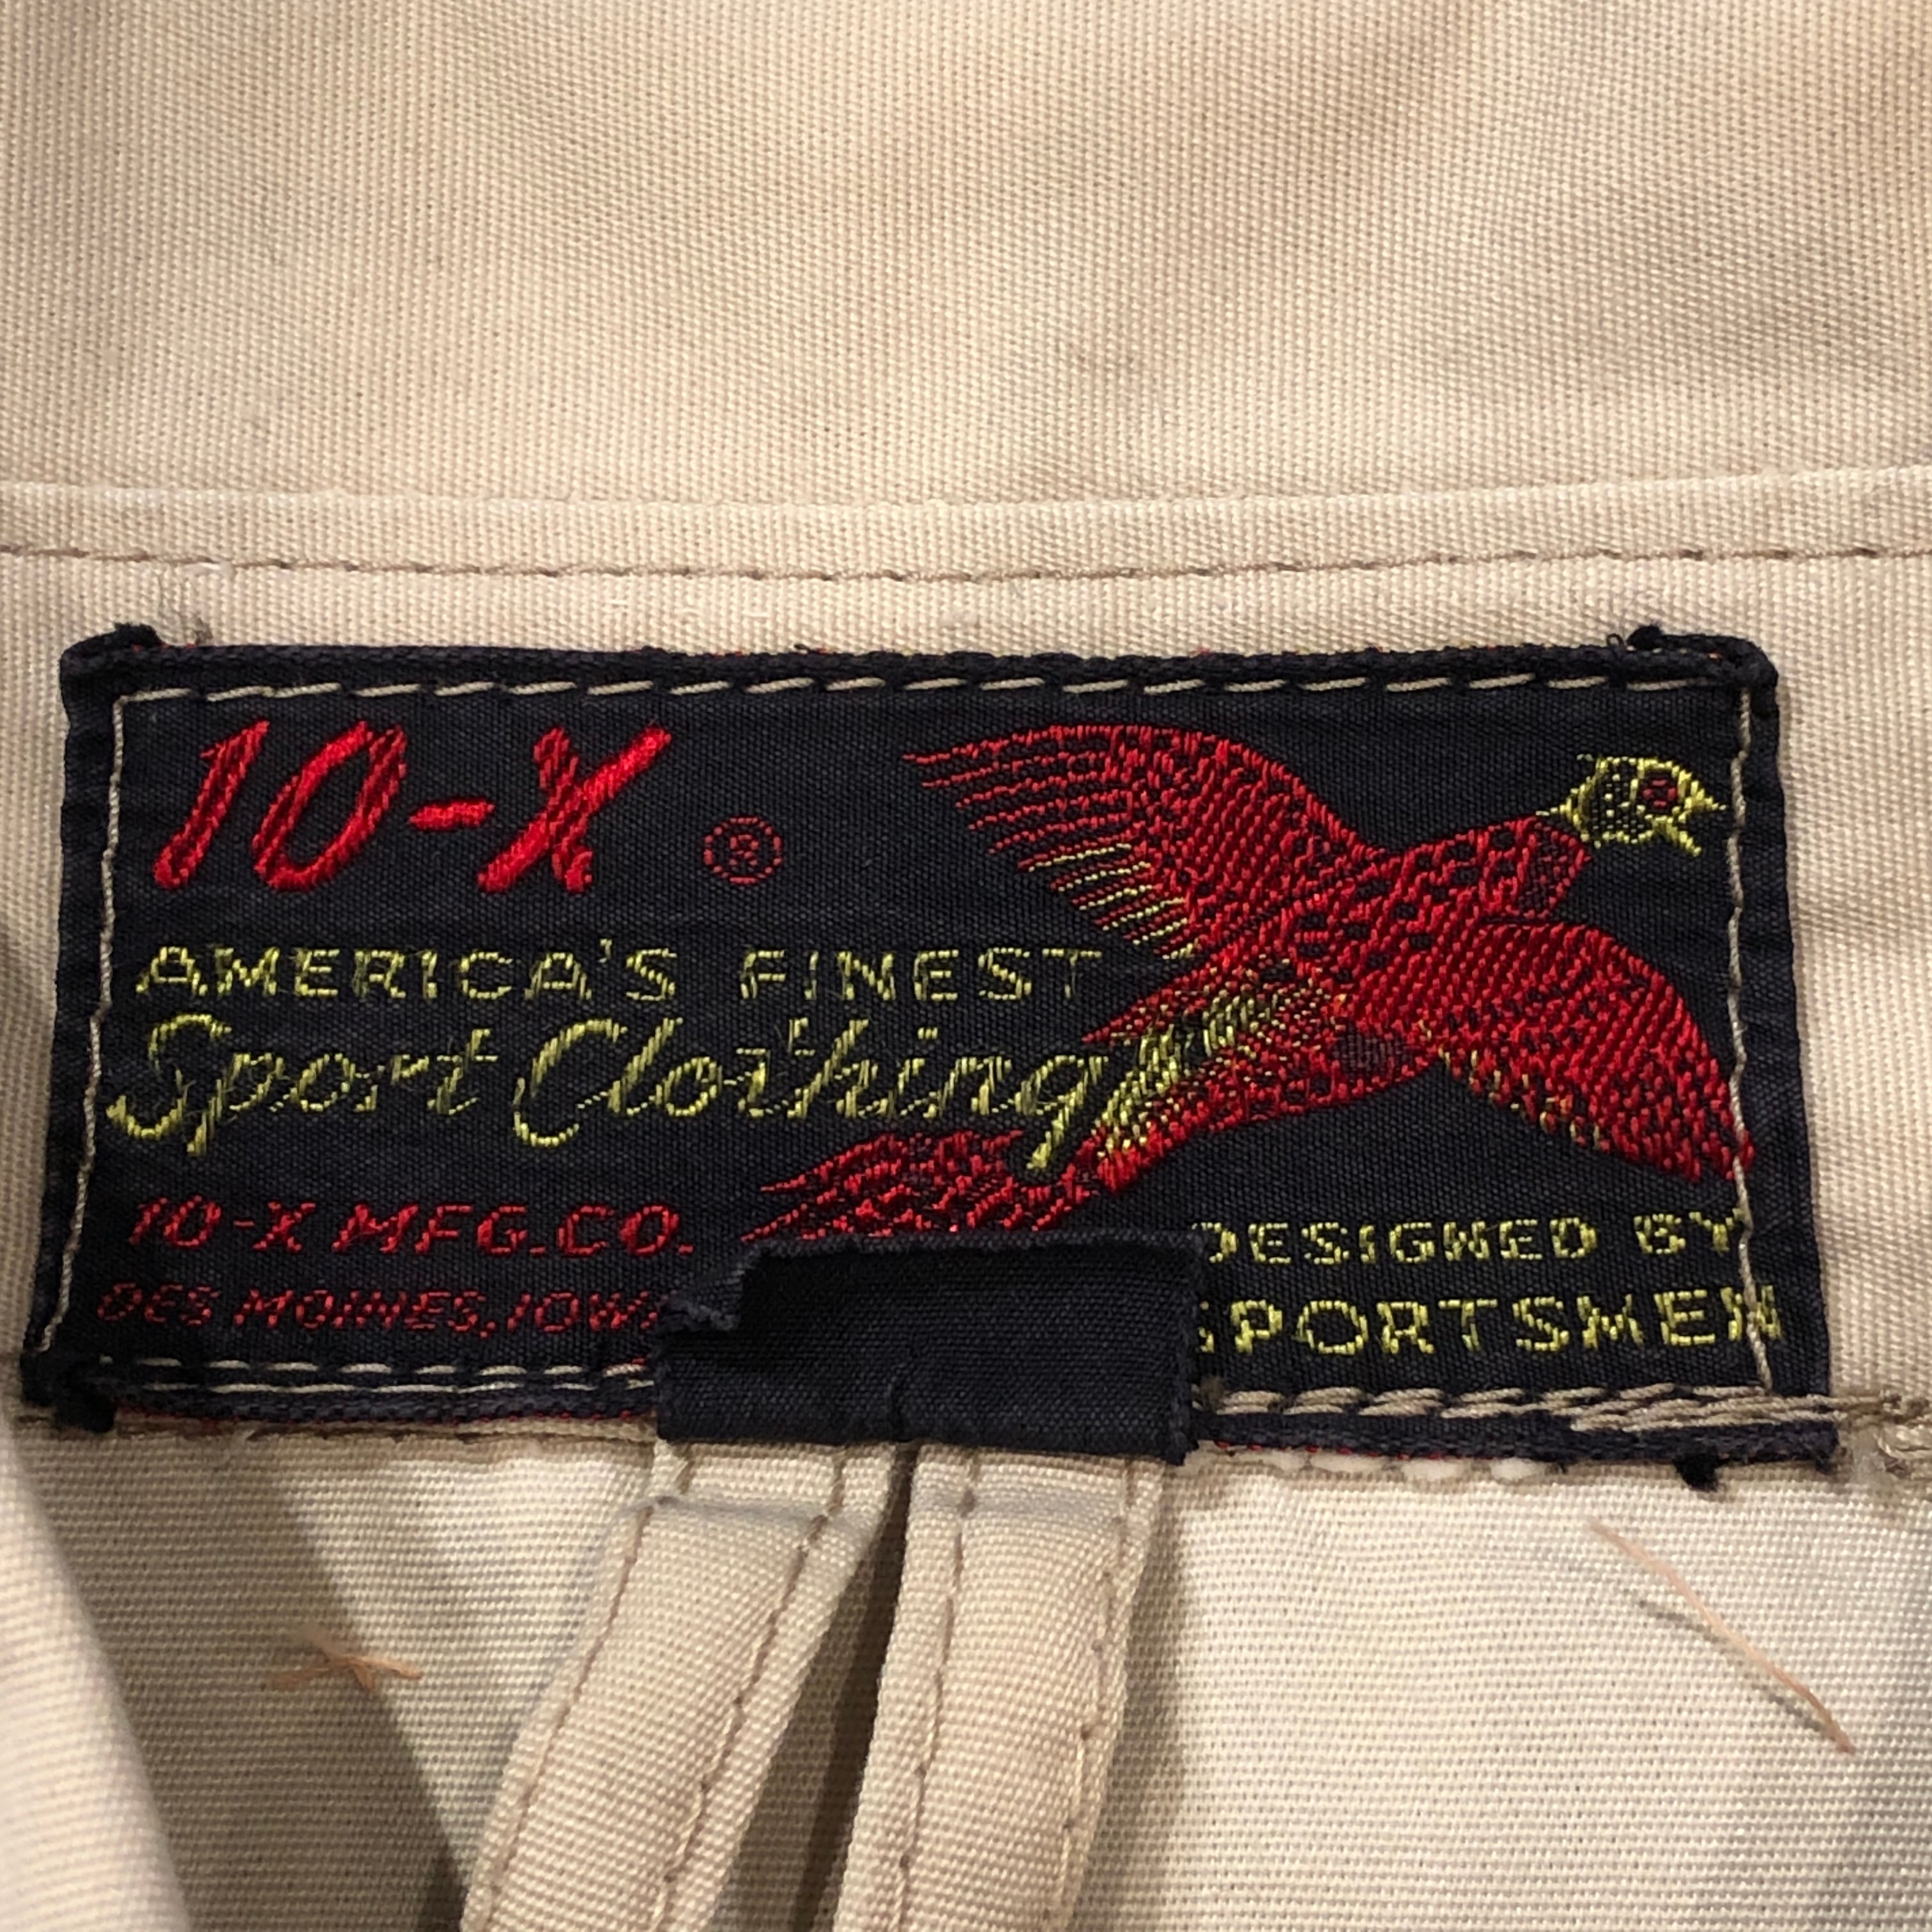 10-X ®
AMERICA'S FINEST
Sport Clothing
10-X MFG. CO.
DES MOINES, IOWA
DESIGNED BY
SPORTSMEN